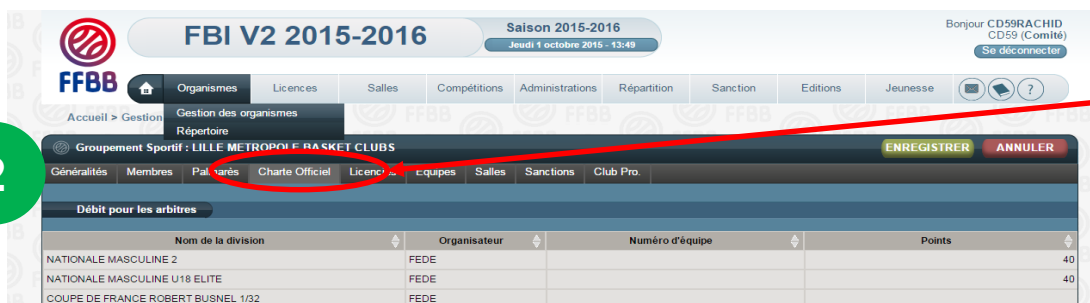 FFBB
FBI V2 2015-2016
Saison 2015-2016
Jeudi 1 octobre 2015 - 13:49
Bonjour CD59RACHID
CD59 (Comité)
Se déconnecter
Organismes Licences Salles Compétitions Administrations Répartition Sanction Editions Jeunesse ?
Accueil > Gestion
Gestion des organismes
Répertoire
Groupement Sportif : LILLE METROPOLE BASKET CLUBS
ENREGISTRER ANNULER
2
Généralités Membres Palmarès Charte Officiel Licenciés Equipes Salles Sanctions Club Pro.
Débit pour les arbitres
Nom de la division Organisateur Numéro d'équipe Points
NATIONALE MASCULINE 2 FEDE 40
NATIONALE MASCULINE U18 ELITE FEDE 40
COUPE DE FRANCE ROBERT BUSNEL 1/32 FEDE